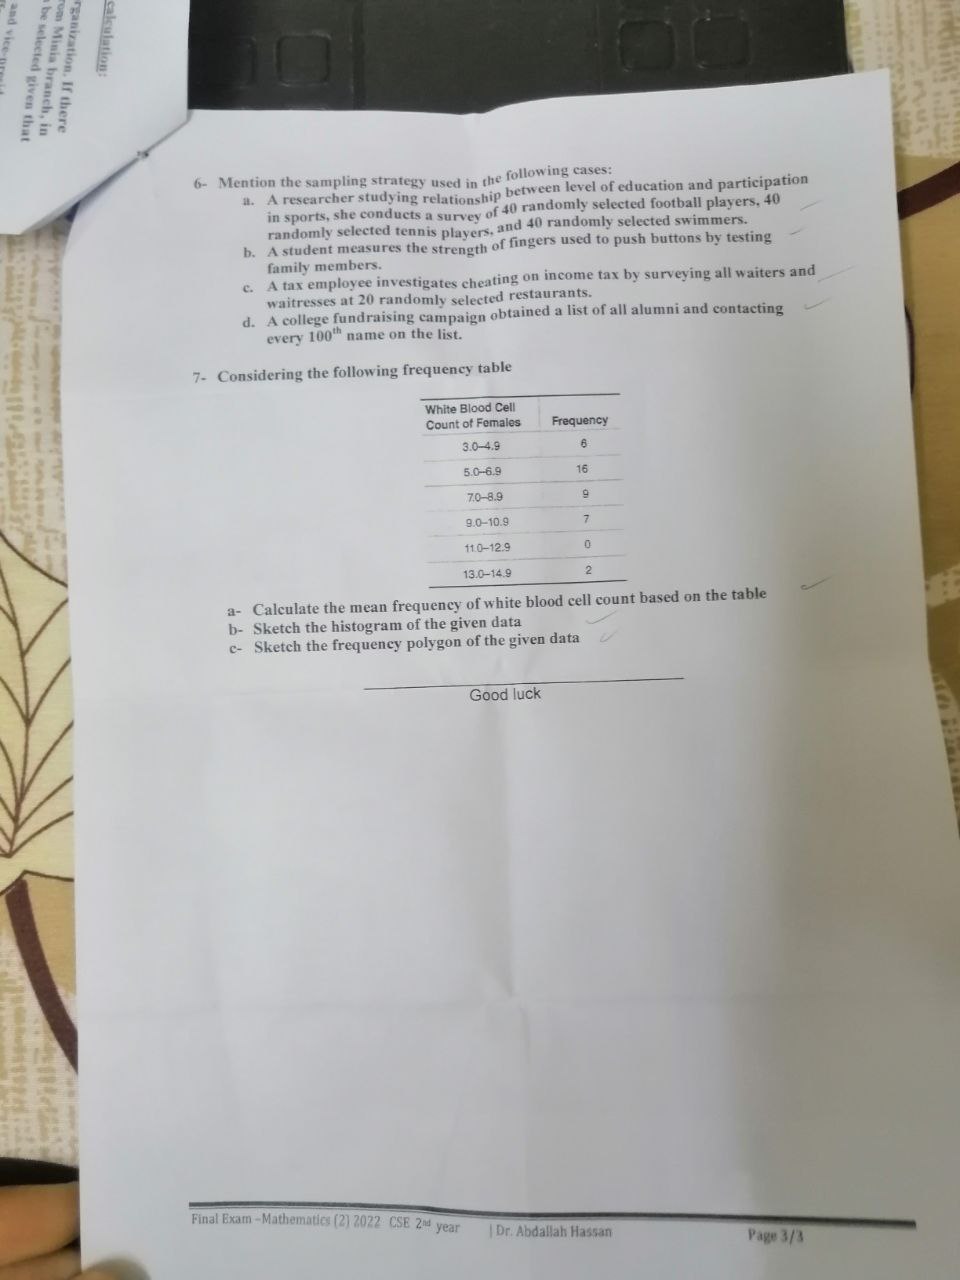 calculation:
rganization. If there
om Minia branch, in
be selected given that
and vice-presid
6- Mention the sampling strategy used in the following cases:
a. A researcher studying relationship between level of education and participation
in sports, she conducts a survey of 40 randomly selected football players, 40
randomly selected tennis players, and 40 randomly selected swimmers.
b. A student measures the strength of fingers used to push buttons by testing
family members.
c. A tax employee investigates cheating on income tax by surveying all waiters and
waitresses at 20 randomly selected restaurants.
d. A college fundraising campaign obtained a list of all alumni and contacting
every 100th name on the list.
7- Considering the following frequency table
White Blood Cell
Count of Females Frequency
3.0–4.9 6
5.0–6.9 16
7.0–8.9 9
9.0–10.9 7
11.0–12.9 0
13.0–14.9 2
a- Calculate the mean frequency of white blood cell count based on the table
b- Sketch the histogram of the given data
c- Sketch the frequency polygon of the given data
Good luck
Final Exam –Mathematics (2) 2022 CSE 2nd year | Dr. Abdallah Hassan Page 3/3